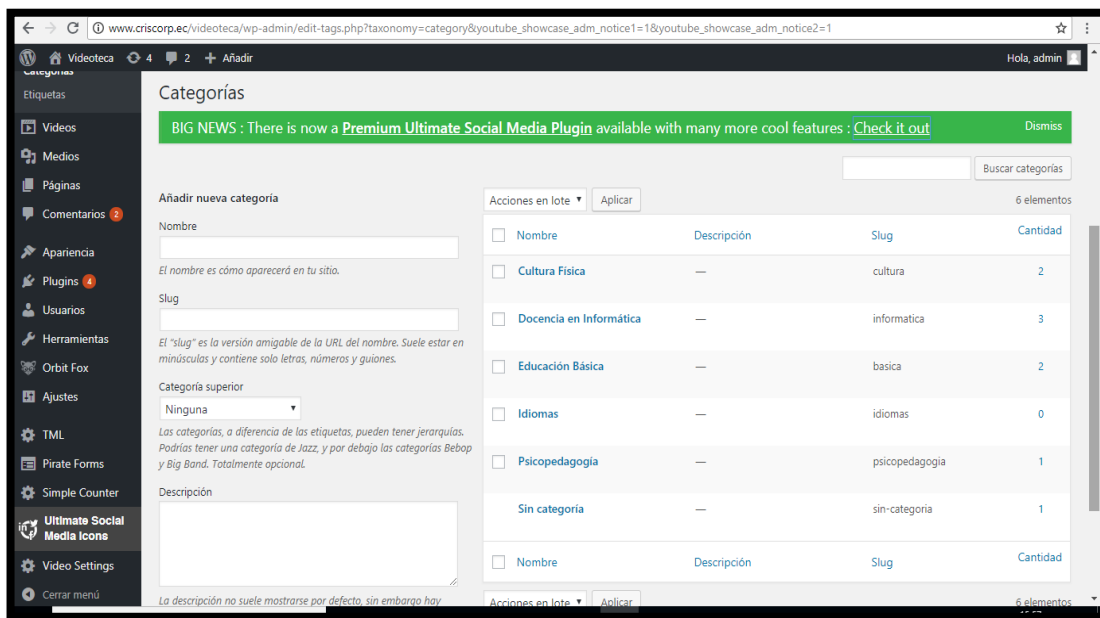 www.criscorp.ec/videoteca/wp-admin/edit-tags.php?taxonomy=category&youtube_showcase_adm_notice1=1&youtube_showcase_adm_notice2=1
Videoteca 4 2 + Añadir Hola, admin
Categorías
Etiquetas
Videos
Medios
Páginas
Comentarios 2
Apariencia
Plugins 4
Usuarios
Herramientas
Orbit Fox
Ajustes
TML
Pirate Forms
Simple Counter
Ultimate Social
Media Icons
Video Settings
Cerrar menú
Categorías
BIG NEWS : There is now a Premium Ultimate Social Media Plugin available with many more cool features : Check it out Dismiss
Buscar categorías
Añadir nueva categoría
Nombre
El nombre es cómo aparecerá en tu sitio.
Slug
El "slug" es la versión amigable de la URL del nombre. Suele estar en
minúsculas y contiene solo letras, números y guiones.
Categoría superior
Ninguna
Las categorías, a diferencia de las etiquetas, pueden tener jerarquías.
Podrías tener una categoría de Jazz, y por debajo las categorías Bebop
y Big Band. Totalmente opcional.
Descripción
La descripción no suele mostrarse por defecto, sin embargo hay
Acciones en lote Aplicar 6 elementos
Nombre Descripción Slug Cantidad
Cultura Física — cultura 2
Docencia en Informática — informatica 3
Educación Básica — basica 2
Idiomas — idiomas 0
Psicopedagogía — psicopedagogia 1
Sin categoría — sin-categoria 1
Nombre Descripción Slug Cantidad
Acciones en lote Aplicar 6 elementos